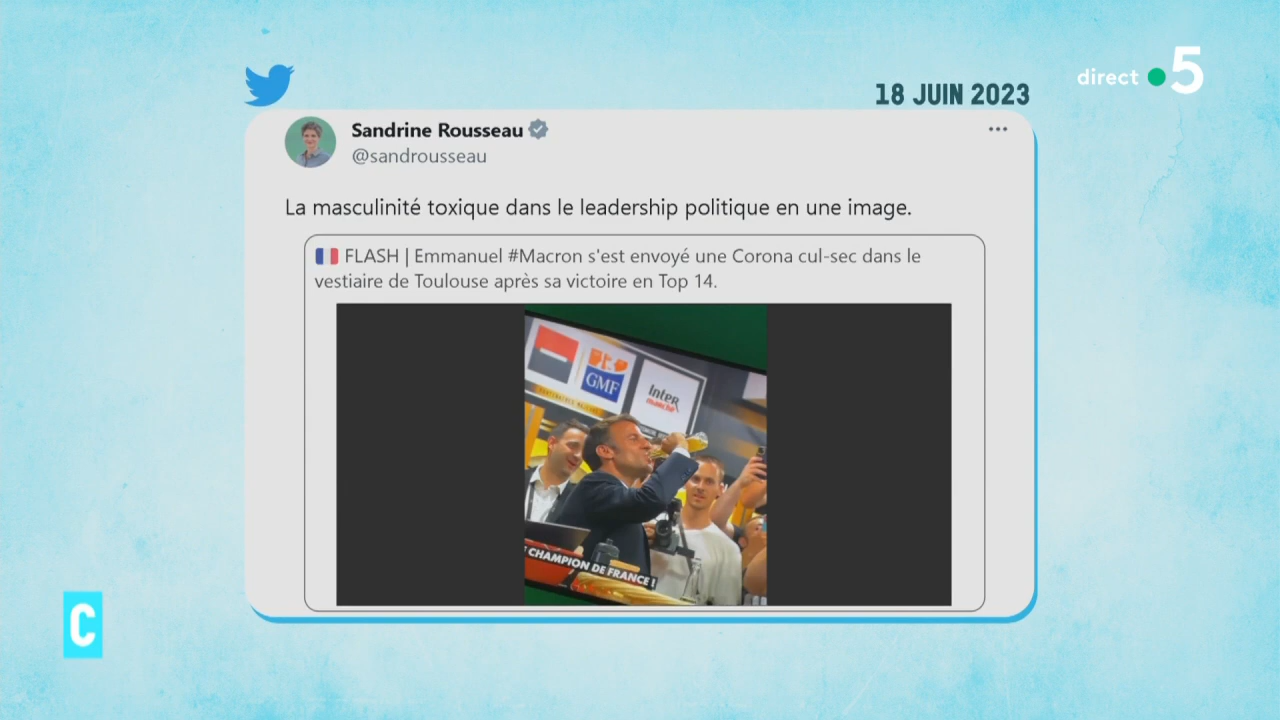 direct 5
18 JUIN 2023
Sandrine Rousseau
@sandrousseau
La masculinité toxique dans le leadership politique en une image.
FLASH | Emmanuel #Macron s'est envoyé une Corona cul-sec dans le
vestiaire de Toulouse après sa victoire en Top 14.
GMF
InterMarché
CHAMPION DE FRANCE !
C